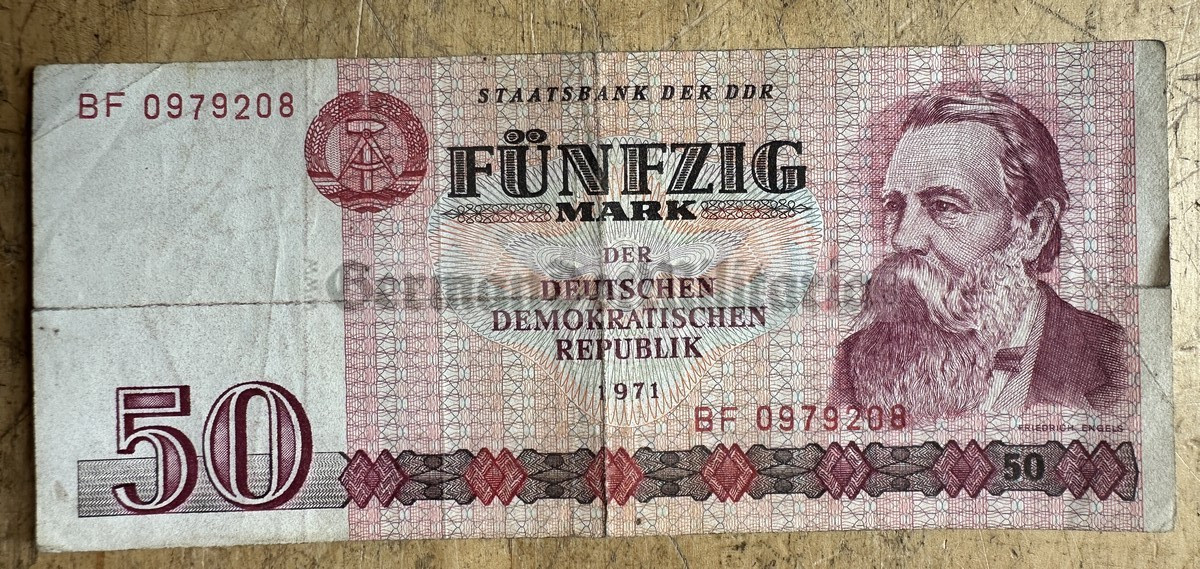 BF 0979208
STAATSBANK DER DDR
FÜNFZIG
MARK
DER
DEUTSCHEN
DEMOKRATISCHEN
REPUBLIK
1971
BF 0979208
FRIEDRICH ENGELS
50
50